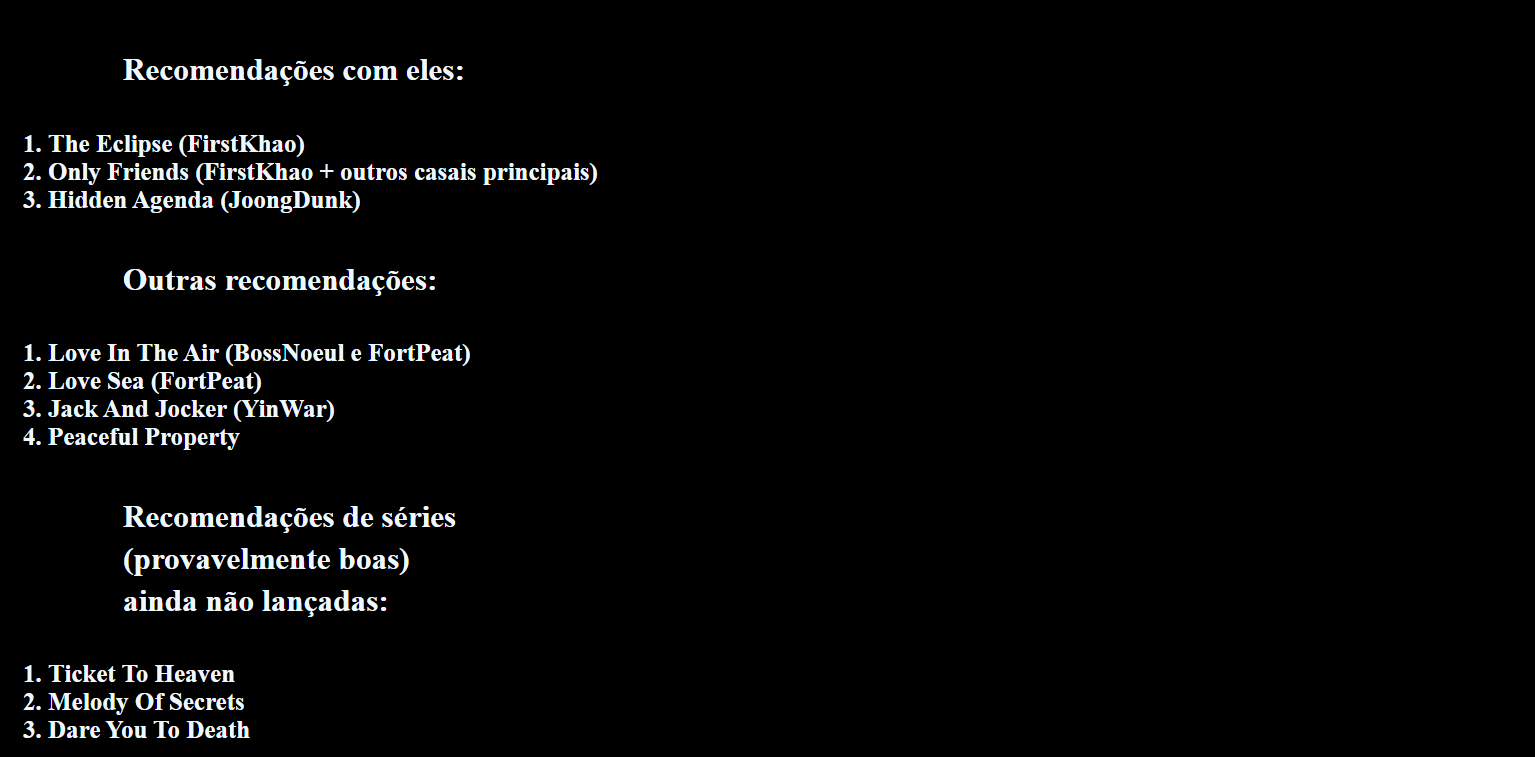 Recomendações com eles:
1. The Eclipse (FirstKhao)
2. Only Friends (FirstKhao + outros casais principais)
3. Hidden Agenda (JoongDunk)
Outras recomendações:
1. Love In The Air (BossNoeul e FortPeat)
2. Love Sea (FortPeat)
3. Jack And Jocker (YinWar)
4. Peaceful Property
Recomendações de séries
(provavelmente boas)
ainda não lançadas:
1. Ticket To Heaven
2. Melody Of Secrets
3. Dare You To Death